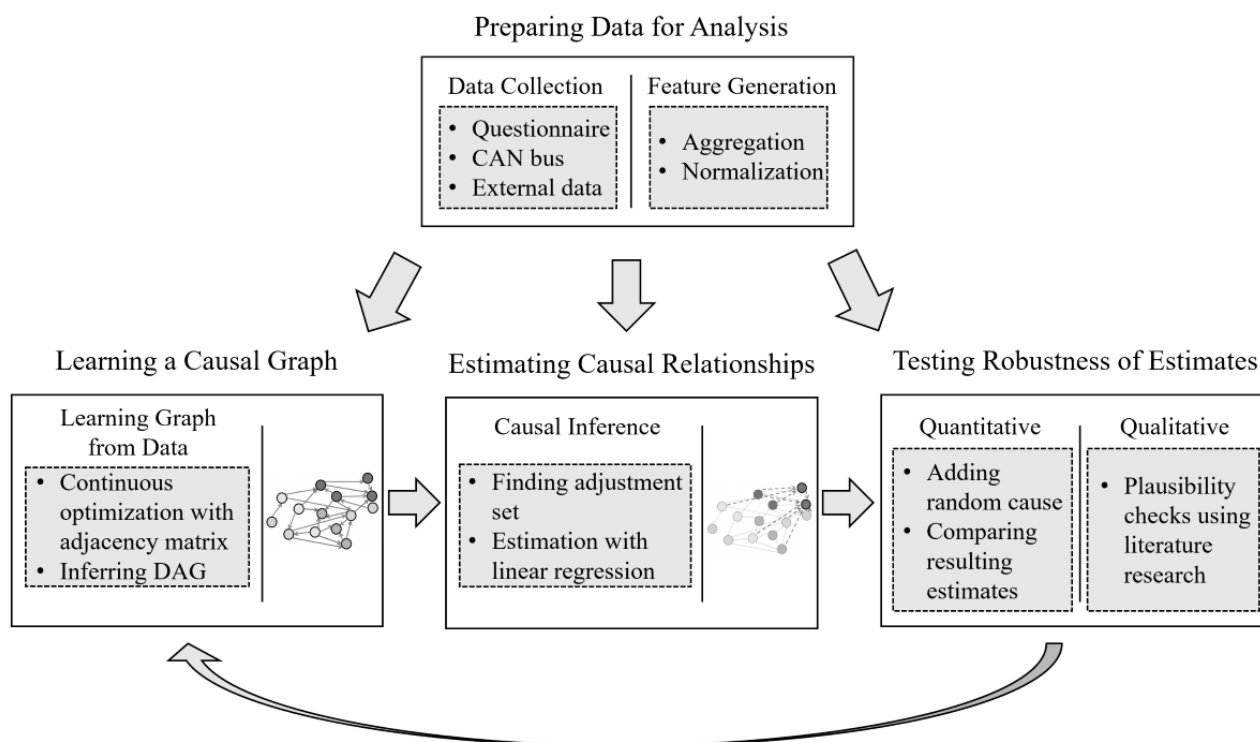 Preparing Data for Analysis
Data Collection
• Questionnaire
• CAN bus
• External data
Feature Generation
• Aggregation
• Normalization
Learning a Causal Graph
Learning Graph
from Data
• Continuous
optimization with
adjacency matrix
• Inferring DAG
Estimating Causal Relationships
Causal Inference
• Finding adjustment
set
• Estimation with
linear regression
Testing Robustness of Estimates
Quantitative
• Adding
random cause
• Comparing
resulting
estimates
Qualitative
• Plausibility
checks using
literature
research